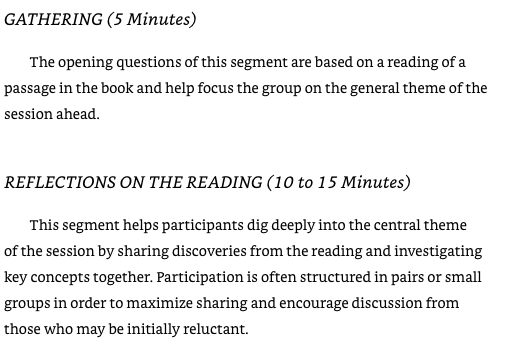 GATHERING (5 Minutes)
The opening questions of this segment are based on a reading of a
passage in the book and help focus the group on the general theme of the
session ahead.
REFLECTIONS ON THE READING (10 to 15 Minutes)
This segment helps participants dig deeply into the central theme
of the session by sharing discoveries from the reading and investigating
key concepts together. Participation is often structured in pairs or small
groups in order to maximize sharing and encourage discussion from
those who may be initially reluctant.